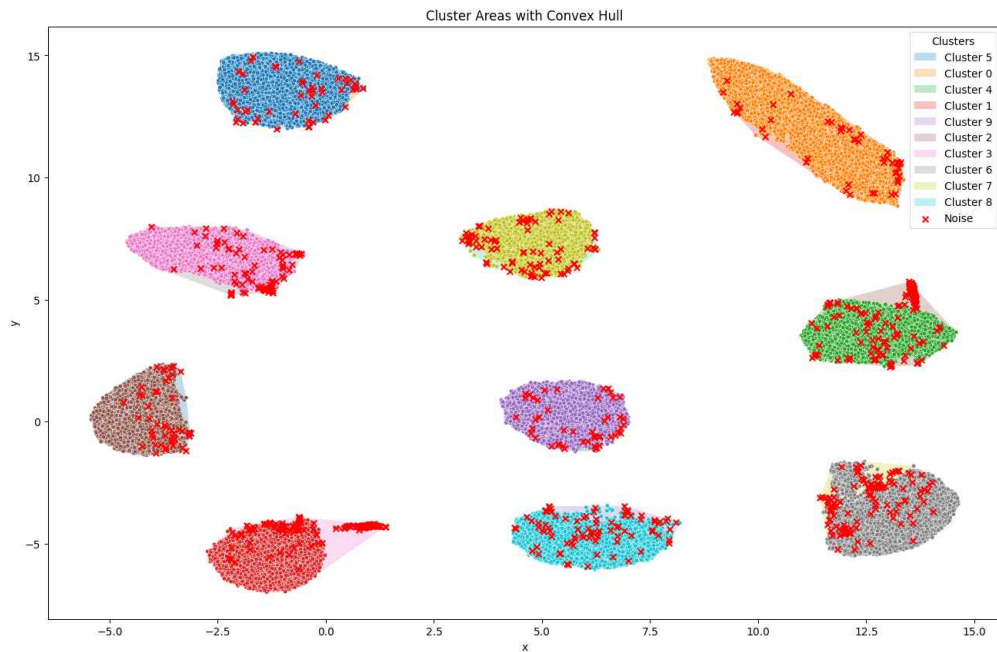 Cluster Areas with Convex Hull
Clusters
Cluster 5
Cluster 0
Cluster 4
Cluster 1
Cluster 9
Cluster 2
Cluster 3
Cluster 6
Cluster 7
Cluster 8
Noise
y
15
10
5
0
−5
−5.0 −2.5 0.0 2.5 5.0 7.5 10.0 12.5 15.0
x